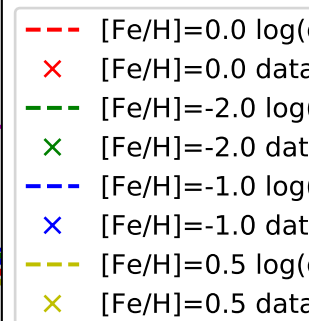 [Fe/H]=0.0 log(
[Fe/H]=0.0 data
[Fe/H]=-2.0 log(
[Fe/H]=-2.0 dat
[Fe/H]=-1.0 log(
[Fe/H]=-1.0 dat
[Fe/H]=0.5 log(
[Fe/H]=0.5 data